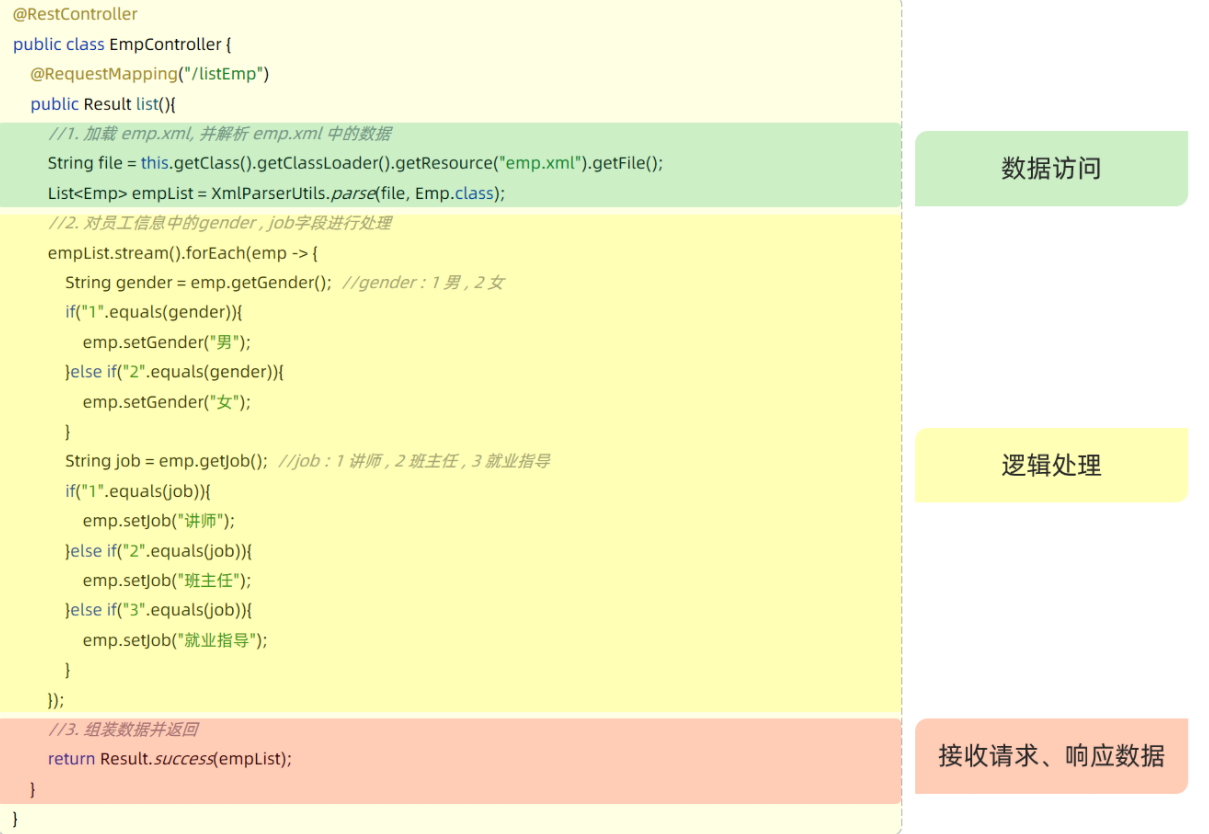 @RestController
public class EmpController {
@RequestMapping("/listEmp")
public Result list(){
//1. 加载 emp.xml, 并解析 emp.xml 中的数据
String file = this.getClass().getClassLoader().getResource("emp.xml").getFile();
List<Emp> empList = XmlParserUtils.parse(file, Emp.class);
数据访问
//2. 对员工信息中的gender , job字段进行处理
empList.stream().forEach(emp -> {
String gender = emp.getGender(); //gender : 1 男 , 2 女
if("1".equals(gender)){
emp.setGender("男");
}else if("2".equals(gender)){
emp.setGender("女");
}
String job = emp.getJob(); //job : 1 讲师 , 2 班主任 , 3 就业指导
if("1".equals(job)){
emp.setJob("讲师");
}else if("2".equals(job)){
emp.setJob("班主任");
}else if("3".equals(job)){
emp.setJob("就业指导");
}
});
逻辑处理
//3. 组装数据并返回
return Result.success(empList);
}
}
接收请求、响应数据